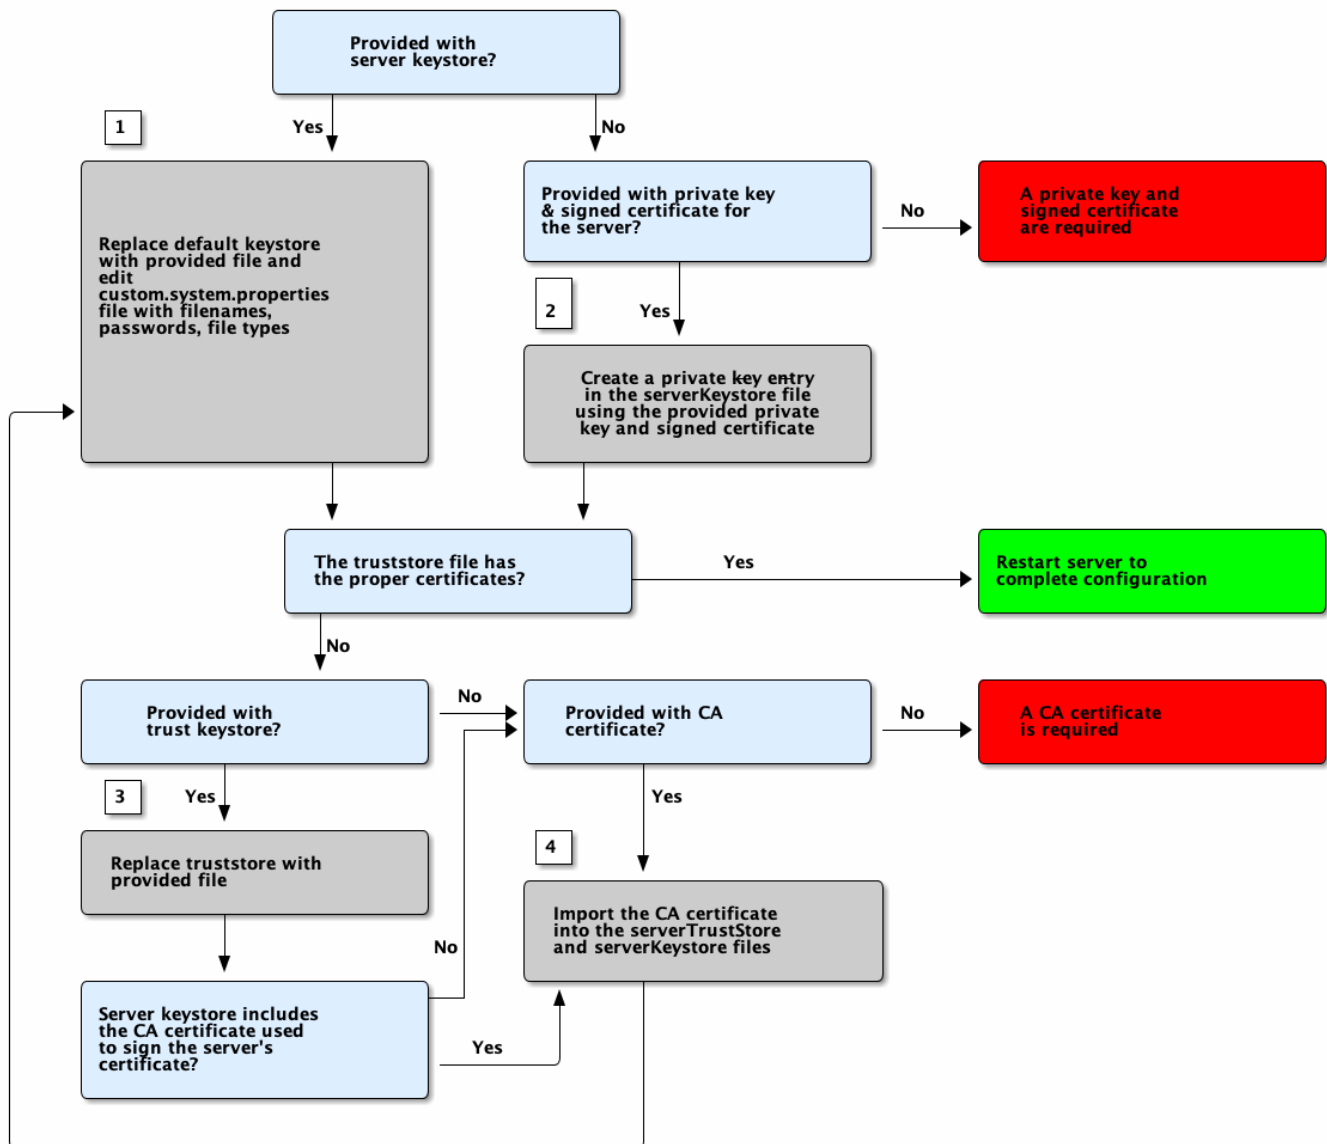 Provided with
server keystore?
1
Yes
No
Replace default keystore
with provided file and
edit
custom.system.properties
file with filenames,
passwords, file types
Provided with private key
& signed certificate for
the server?
No
A private key and
signed certificate
are required
2
Yes
Create a private key entry
in the serverKeystore file
using the provided private
key and signed certificate
The truststore file has
the proper certificates?
Yes
Restart server to
complete configuration
No
Provided with
trust keystore?
No
Provided with CA
certificate?
No
A CA certificate
is required
3
Yes
Yes
Replace truststore with
provided file
4
Import the CA certificate
into the serverTrustStore
and serverKeystore files
No
Server keystore includes
the CA certificate used
to sign the server's
certificate?
Yes